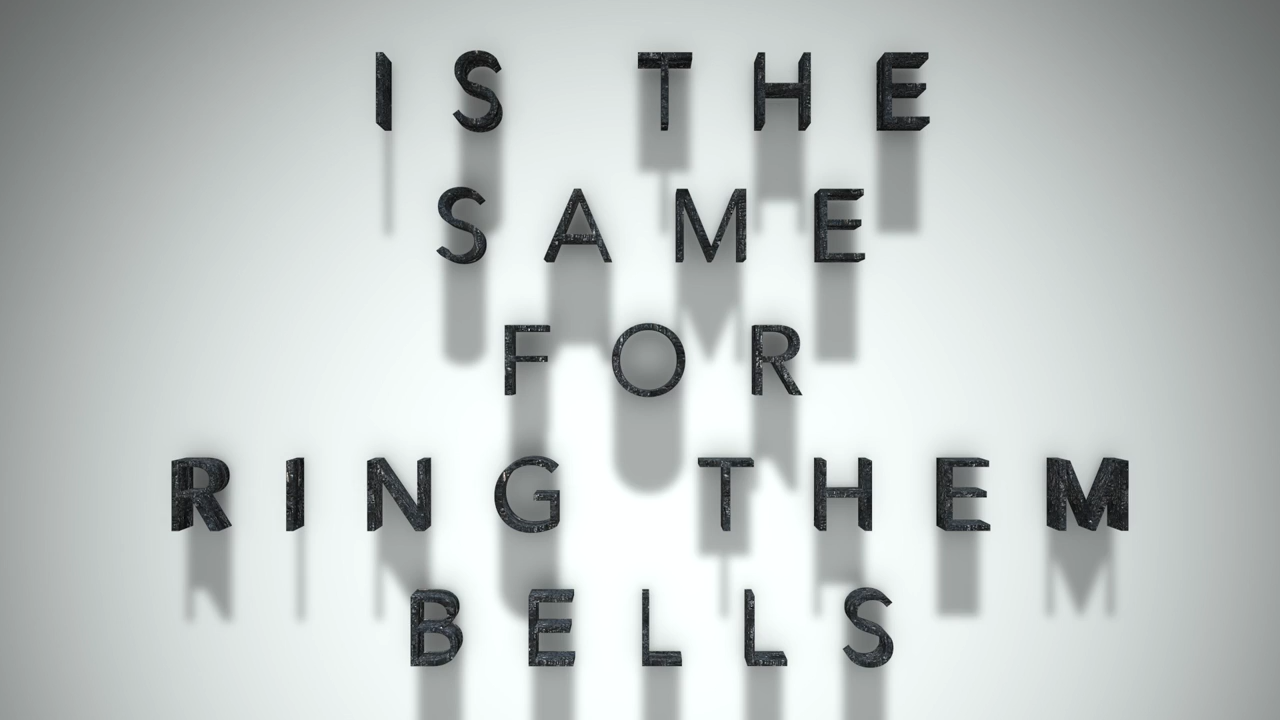 IS THE
SAME
FOR
RING THEM
BELLS